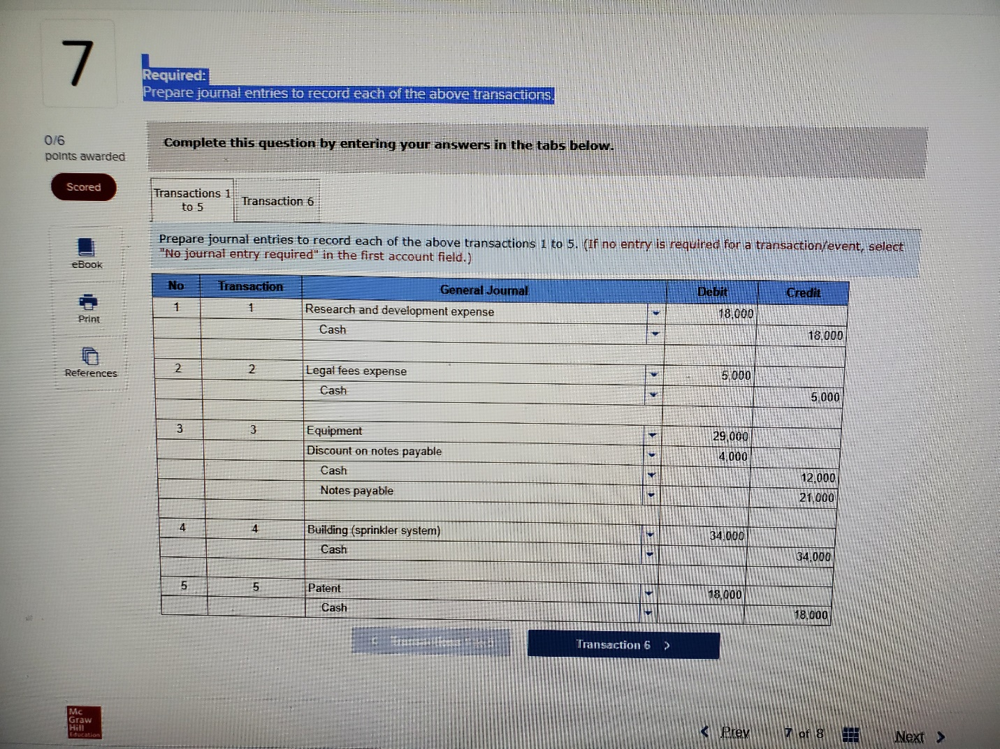 7
Required:
Prepare journal entries to record each of the above transactions.
0/6
points awarded
Scored
eBook
Print
References
Complete this question by entering your answers in the tabs below.
Transactions 1
to 5
Transaction 6
Prepare journal entries to record each of the above transactions 1 to 5. (If no entry is required for a transaction/event, select
"No journal entry required" in the first account field.)
No Transaction General Journal Debit Credit
1 1 Research and development expense 18,000
Cash 18,000
2 2 Legal fees expense 5,000
Cash 5,000
3 3 Equipment 29,000
Discount on notes payable 4,000
Cash 12,000
Notes payable 21,000
4 4 Building (sprinkler system) 34,000
Cash 34,000
5 5 Patent 18,000
Cash 18,000
Transaction 6 >
Mc
Graw
Hill
Education
< Prev 7 of 8 Next >